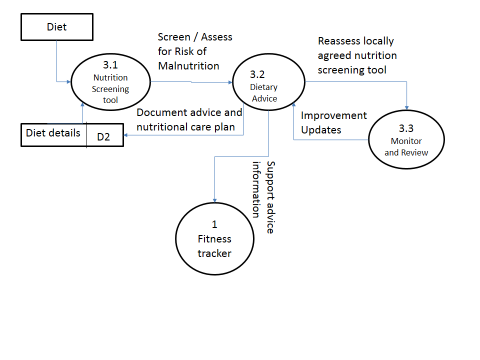 Diet
Screen / Assess
for Risk of
Malnutrition
Reassess locally
agreed nutrition
screening tool
3.1
Nutrition
Screening
tool
3.2
Dietary
Advice
Document advice and
nutritional care plan
Improvement
Updates
Diet details
D2
3.3
Monitor
and Review
Support advice
information
1
Fitness
tracker